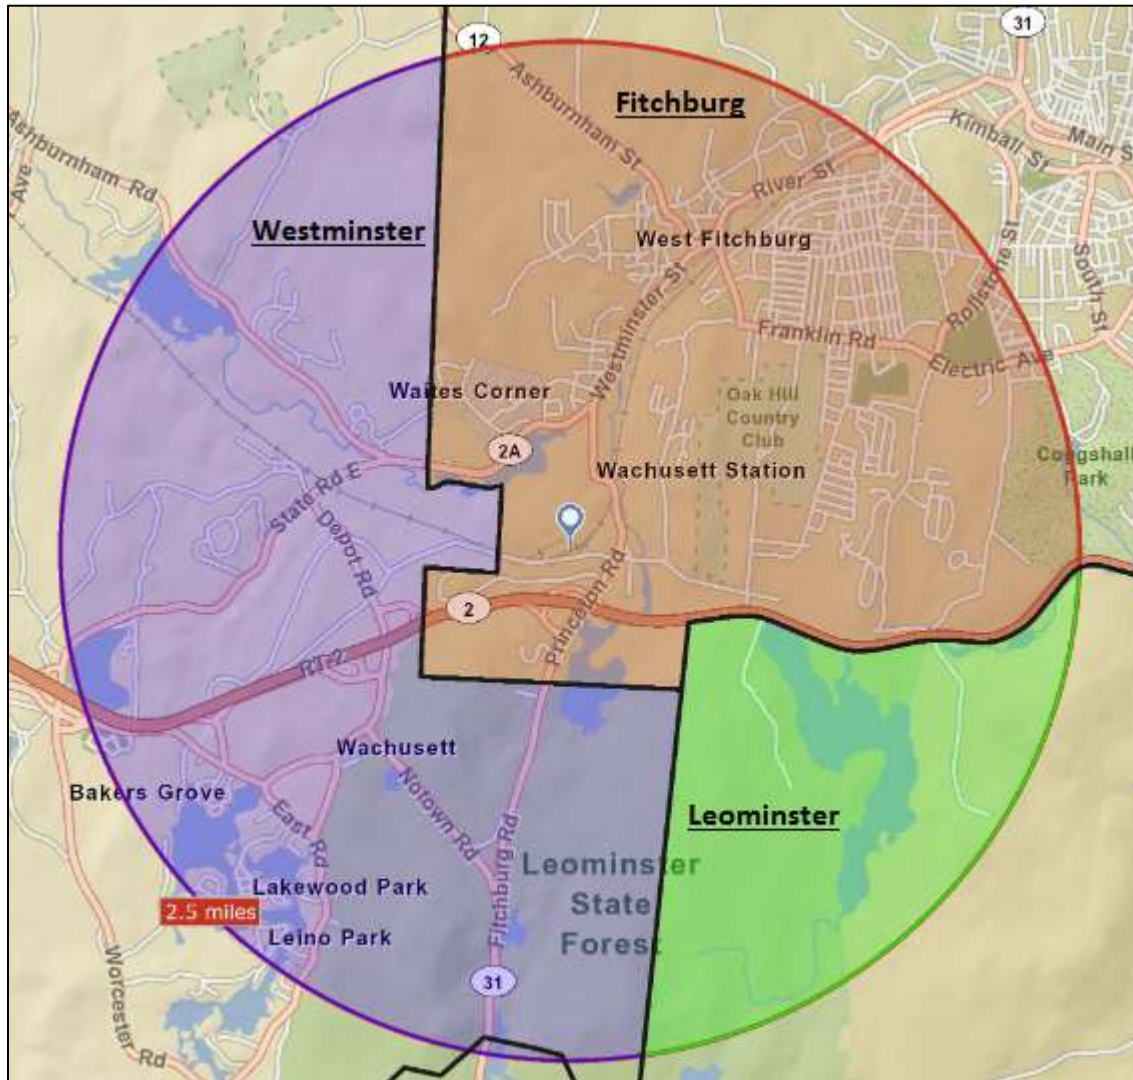 12
31
Ashburnham St
Fitchburg
Kimball St
Main S
Ashburnham Rd
Ave
River St
Westminster
West Fitchburg
Rollstone St
South St
Westminster St
Franklin Rd
Electric Ave
Waites Corner
Oak Hill
Country
Club
2A
Wachusett Station
Coogshall
Park
State Rd E
Depot Rd
Princeton Rd
2
RT-2
Wachusett
Bakers Grove
Notown Rd
East Rd
Leominster
Fitchburg Rd
Leominster
State
Forest
Lakewood Park
2.5 miles
Leino Park
Worcester Rd
31